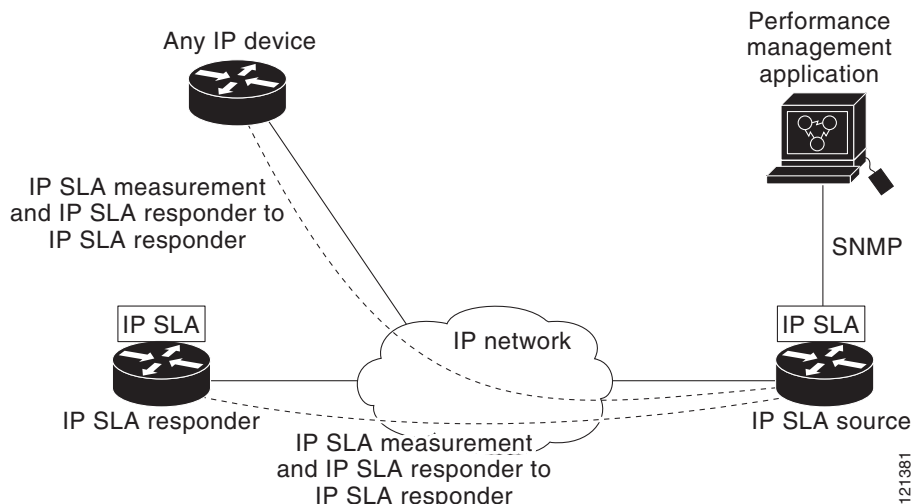 Any IP device
Performance
management
application
IP SLA measurement
and IP SLA responder to
IP SLA responder
SNMP
IP SLA
IP network
IP SLA
IP SLA responder
IP SLA source
IP SLA measurement
and IP SLA responder to
IP SLA responder
121381